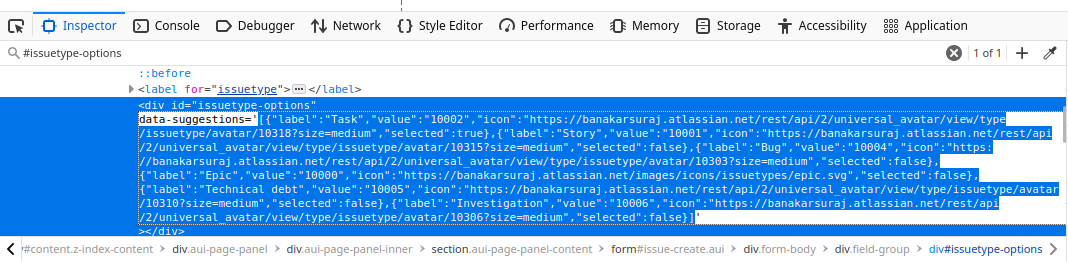 Inspector Console Debugger Network Style Editor Performance Memory Storage Accessibility Application
#issuetype-options 1 of 1
::before
<label for="issuetype"></label>
<div id="issuetype-options"
data-suggestions='[{"label":"Task","value":"10002","icon":"https://banakarsuraj.atlassian.net/rest/api/2/universal_avatar/view/type
/issuetype/avatar/10318?size=medium","selected":true},{"label":"Story","value":"10001","icon":"https://banakarsuraj.atlassian.net/rest/api
/2/universal_avatar/view/type/issuetype/avatar/10315?size=medium","selected":false},{"label":"Bug","value":"10004","icon":"https:
//banakarsuraj.atlassian.net/rest/api/2/universal_avatar/view/type/issuetype/avatar/10303?size=medium","selected":false},
{"label":"Epic","value":"10000","icon":"https://banakarsuraj.atlassian.net/images/icons/issuetypes/epic.svg","selected":false},
{"label":"Technical debt","value":"10005","icon":"https://banakarsuraj.atlassian.net/rest/api/2/universal_avatar/view/type/issuetype/avatar
/10310?size=medium","selected":false},{"label":"Investigation","value":"10006","icon":"https://banakarsuraj.atlassian.net/rest/api
/2/universal_avatar/view/type/issuetype/avatar/10306?size=medium","selected":false}]'
></div>
#content.z-index-content div.aui-page-panel div.aui-page-panel-inner section.aui-page-panel-content form#issue-create.aui div.form-body div.field-group div#issuetype-options